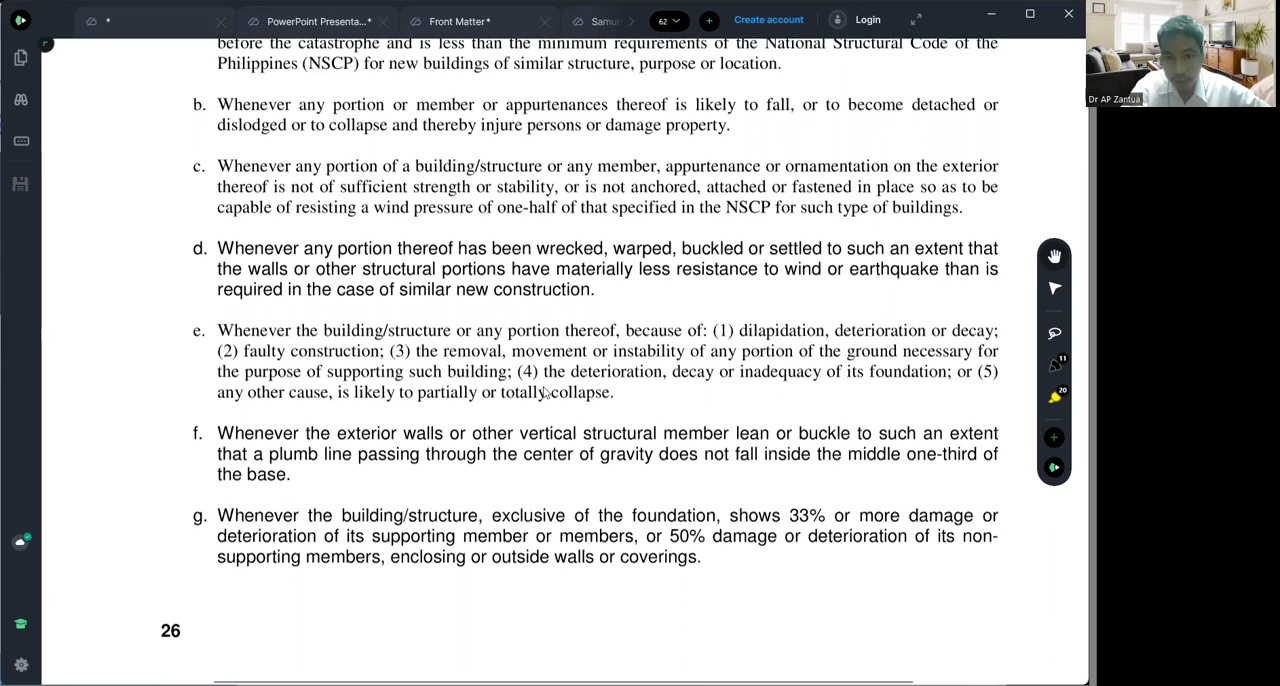 *
PowerPoint Presenta...*
Front Matter*
Samur
62
+
Create account
Login
Dr AP Zantua
before the catastrophe and is less than the minimum requirements of the National Structural Code of the
Philippines (NSCP) for new buildings of similar structure, purpose or location.
b. Whenever any portion or member or appurtenances thereof is likely to fall, or to become detached or
dislodged or to collapse and thereby injure persons or damage property.
c. Whenever any portion of a building/structure or any member, appurtenance or ornamentation on the exterior
thereof is not of sufficient strength or stability, or is not anchored, attached or fastened in place so as to be
capable of resisting a wind pressure of one-half of that specified in the NSCP for such type of buildings.
d. Whenever any portion thereof has been wrecked, warped, buckled or settled to such an extent that
the walls or other structural portions have materially less resistance to wind or earthquake than is
required in the case of similar new construction.
e. Whenever the building/structure or any portion thereof, because of: (1) dilapidation, deterioration or decay;
(2) faulty construction; (3) the removal, movement or instability of any portion of the ground necessary for
the purpose of supporting such building; (4) the deterioration, decay or inadequacy of its foundation; or (5)
any other cause, is likely to partially or totally collapse.
f. Whenever the exterior walls or other vertical structural member lean or buckle to such an extent
that a plumb line passing through the center of gravity does not fall inside the middle one-third of
the base.
g. Whenever the building/structure, exclusive of the foundation, shows 33% or more damage or
deterioration of its supporting member or members, or 50% damage or deterioration of its non-
supporting members, enclosing or outside walls or coverings.
26
11
20